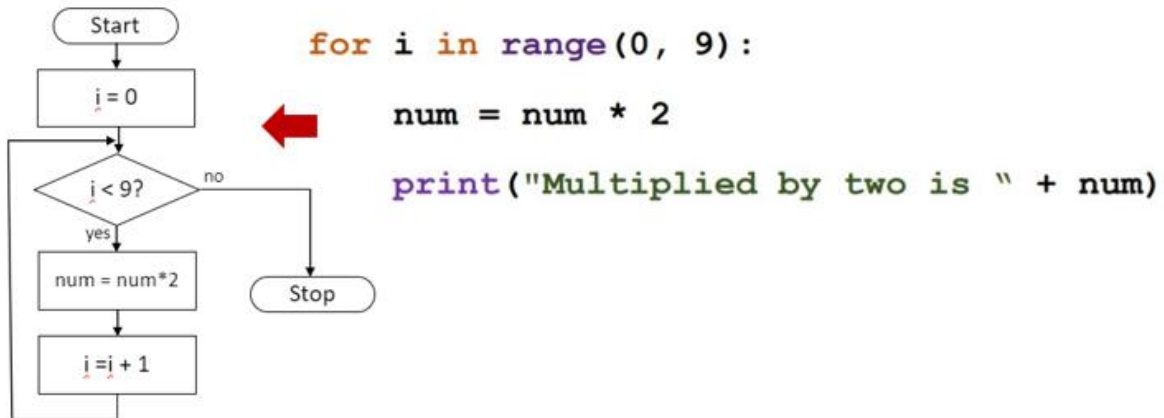 Start
i = 0
i < 9?
no
yes
num = num*2
Stop
i =i + 1
for i in range(0, 9):
num = num * 2
print("Multiplied by two is “ + num)